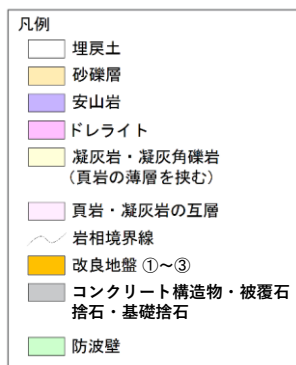 凡例
埋戻土
砂礫層
安山岩
ドレライト
凝灰岩・凝灰角礫岩
(頁岩の薄層を挟む)
頁岩・凝灰岩の互層
岩相境界線
改良地盤 ①～③
コンクリート構造物・被覆石
捨石・基礎捨石
防波壁